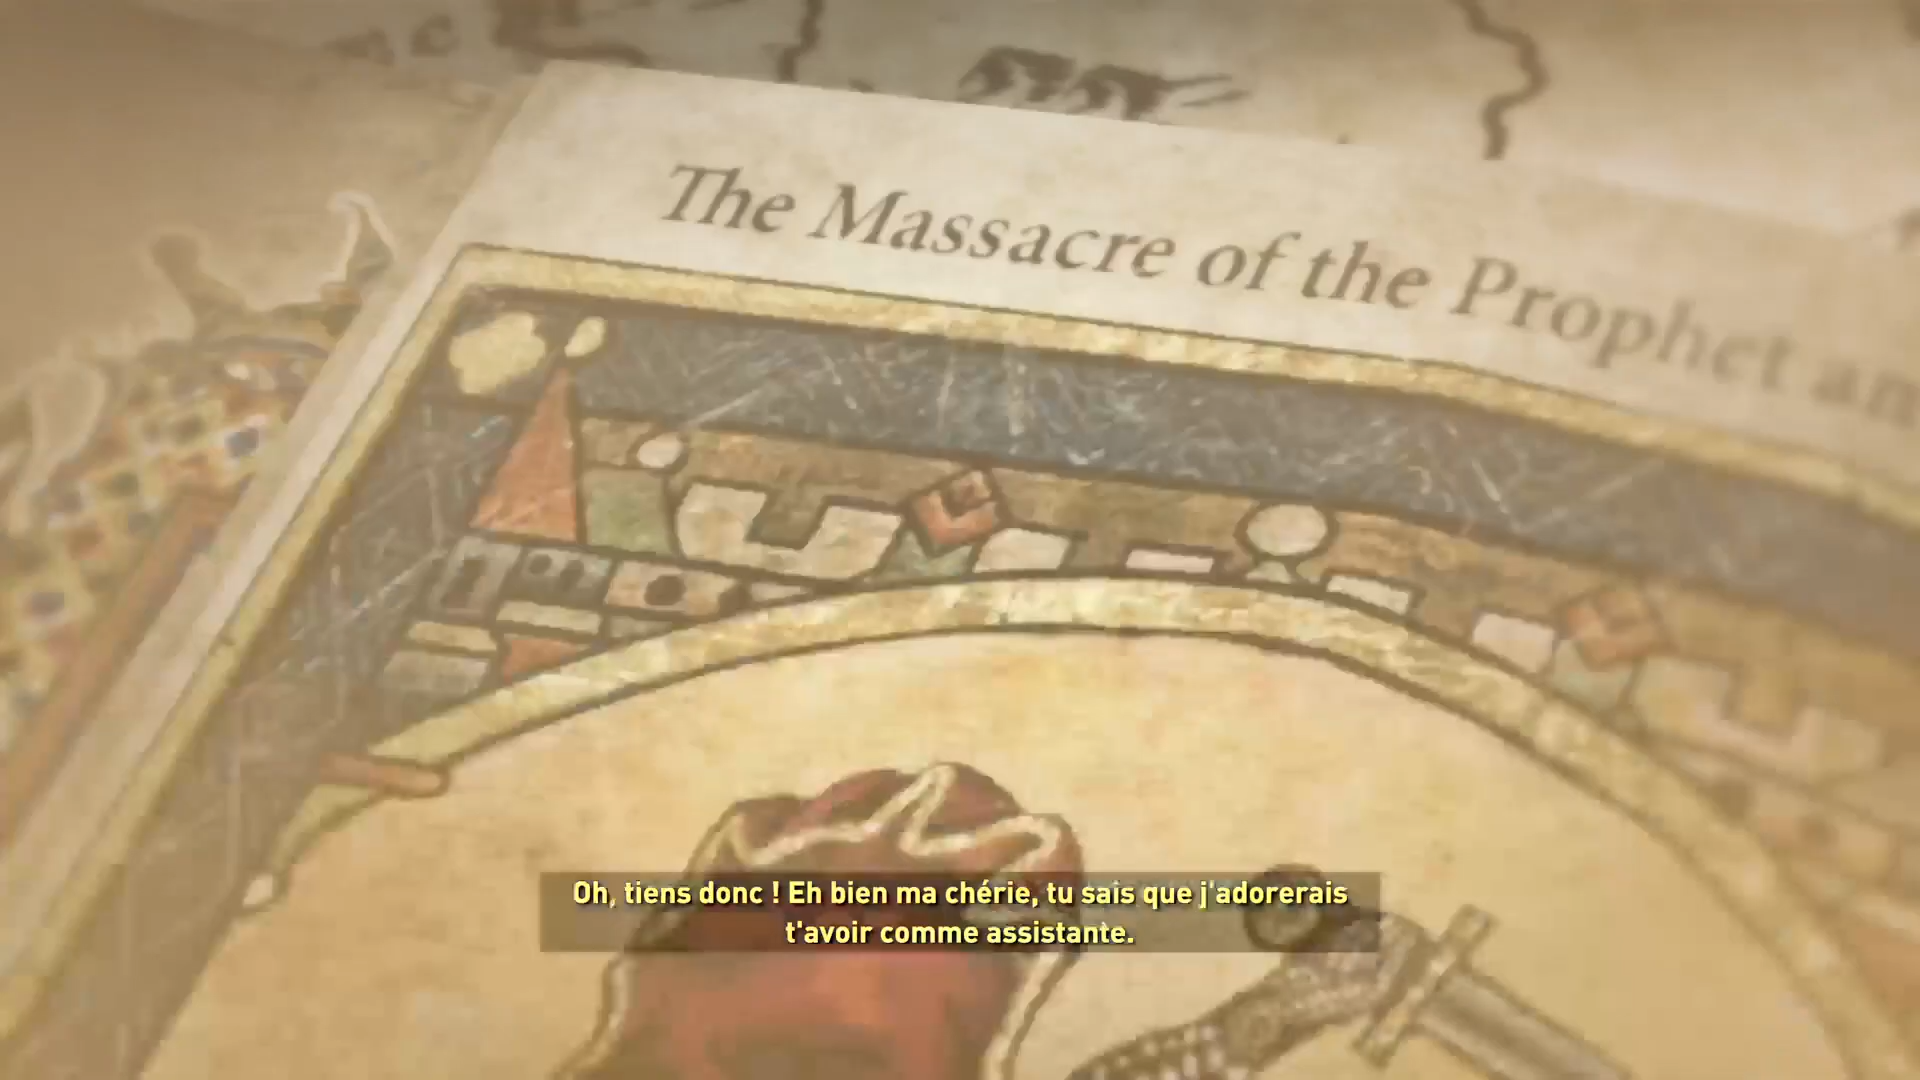 The Massacre of the Prophet an
Oh, tiens donc ! Eh bien ma chérie, tu sais que j'adorerais
t'avoir comme assistante.